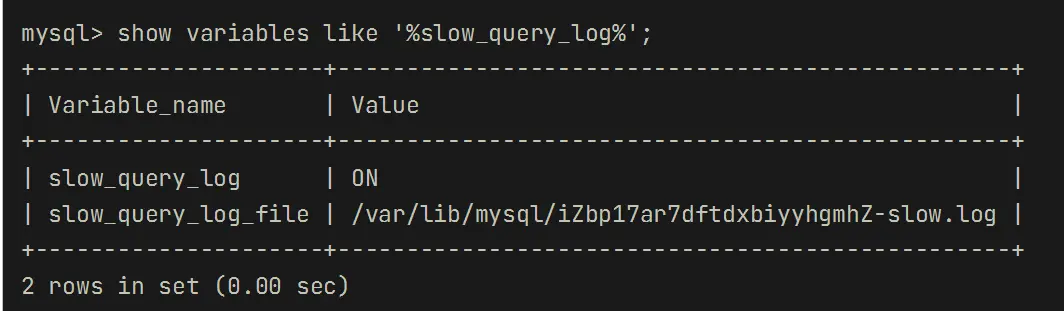 mysql> show variables like '%slow_query_log%';
+---------------------+-------------------------------------------------+
| Variable_name       | Value                                           |
+---------------------+-------------------------------------------------+
| slow_query_log      | ON                                              |
| slow_query_log_file | /var/lib/mysql/iZbp17ar7dftdxbiyyhgmhZ-slow.log |
+---------------------+-------------------------------------------------+
2 rows in set (0.00 sec)